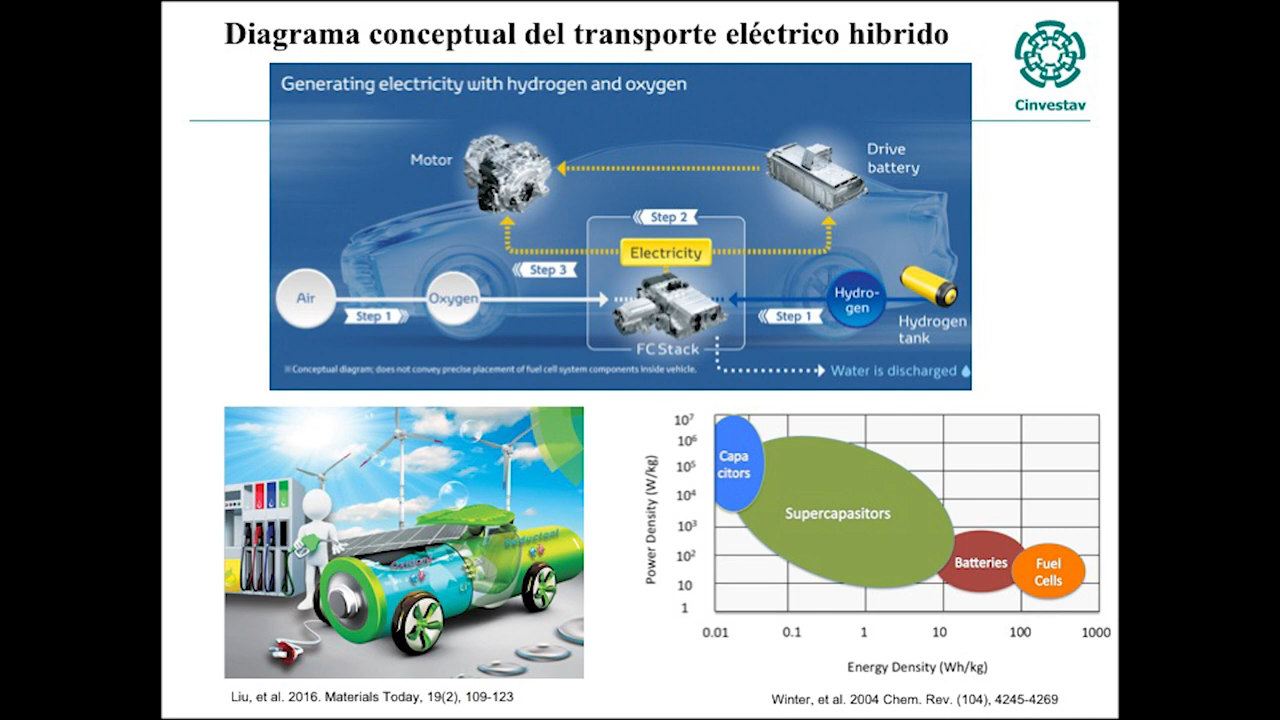 Diagrama conceptual del transporte eléctrico hibrido
Cinvestav
Generating electricity with hydrogen and oxygen
Motor
Drive
battery
Step 2
Electricity
Step 3
Air
Oxygen
Hydro-
gen
Step 1
Step 1
Hydrogen
tank
FC Stack
※Conceptual diagram; does not convey precise placement of fuel cell system components inside vehicle.
Water is discharged
Liu, et al. 2016. Materials Today, 19(2), 109-123
Power Density (W/kg)
10⁷
10⁶
10⁵
10⁴
10³
10²
10
1
Capa
citors
Supercapasitors
Batteries
Fuel
Cells
0.01 0.1 1 10 100 1000
Energy Density (Wh/kg)
Winter, et al. 2004 Chem. Rev. (104), 4245-4269